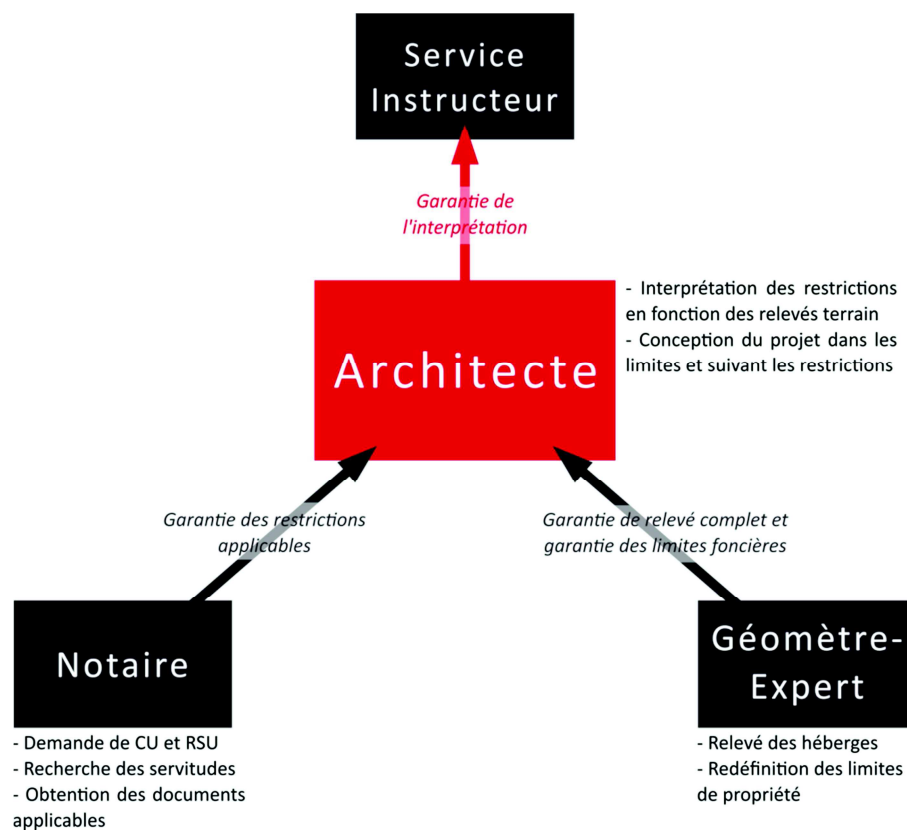 Service
Instructeur
Garantie de
l'interprétation
Architecte
- Interprétation des restrictions
en fonction des relevés terrain
- Conception du projet dans les
limites et suivant les restrictions
Garantie des restrictions
applicables
Garantie de relevé complet et
garantie des limites foncières
Notaire
- Demande de CU et RSU
- Recherche des servitudes
- Obtention des documents
applicables
Géomètre-
Expert
- Relevé des héberges
- Redéfinition des limites
de propriété